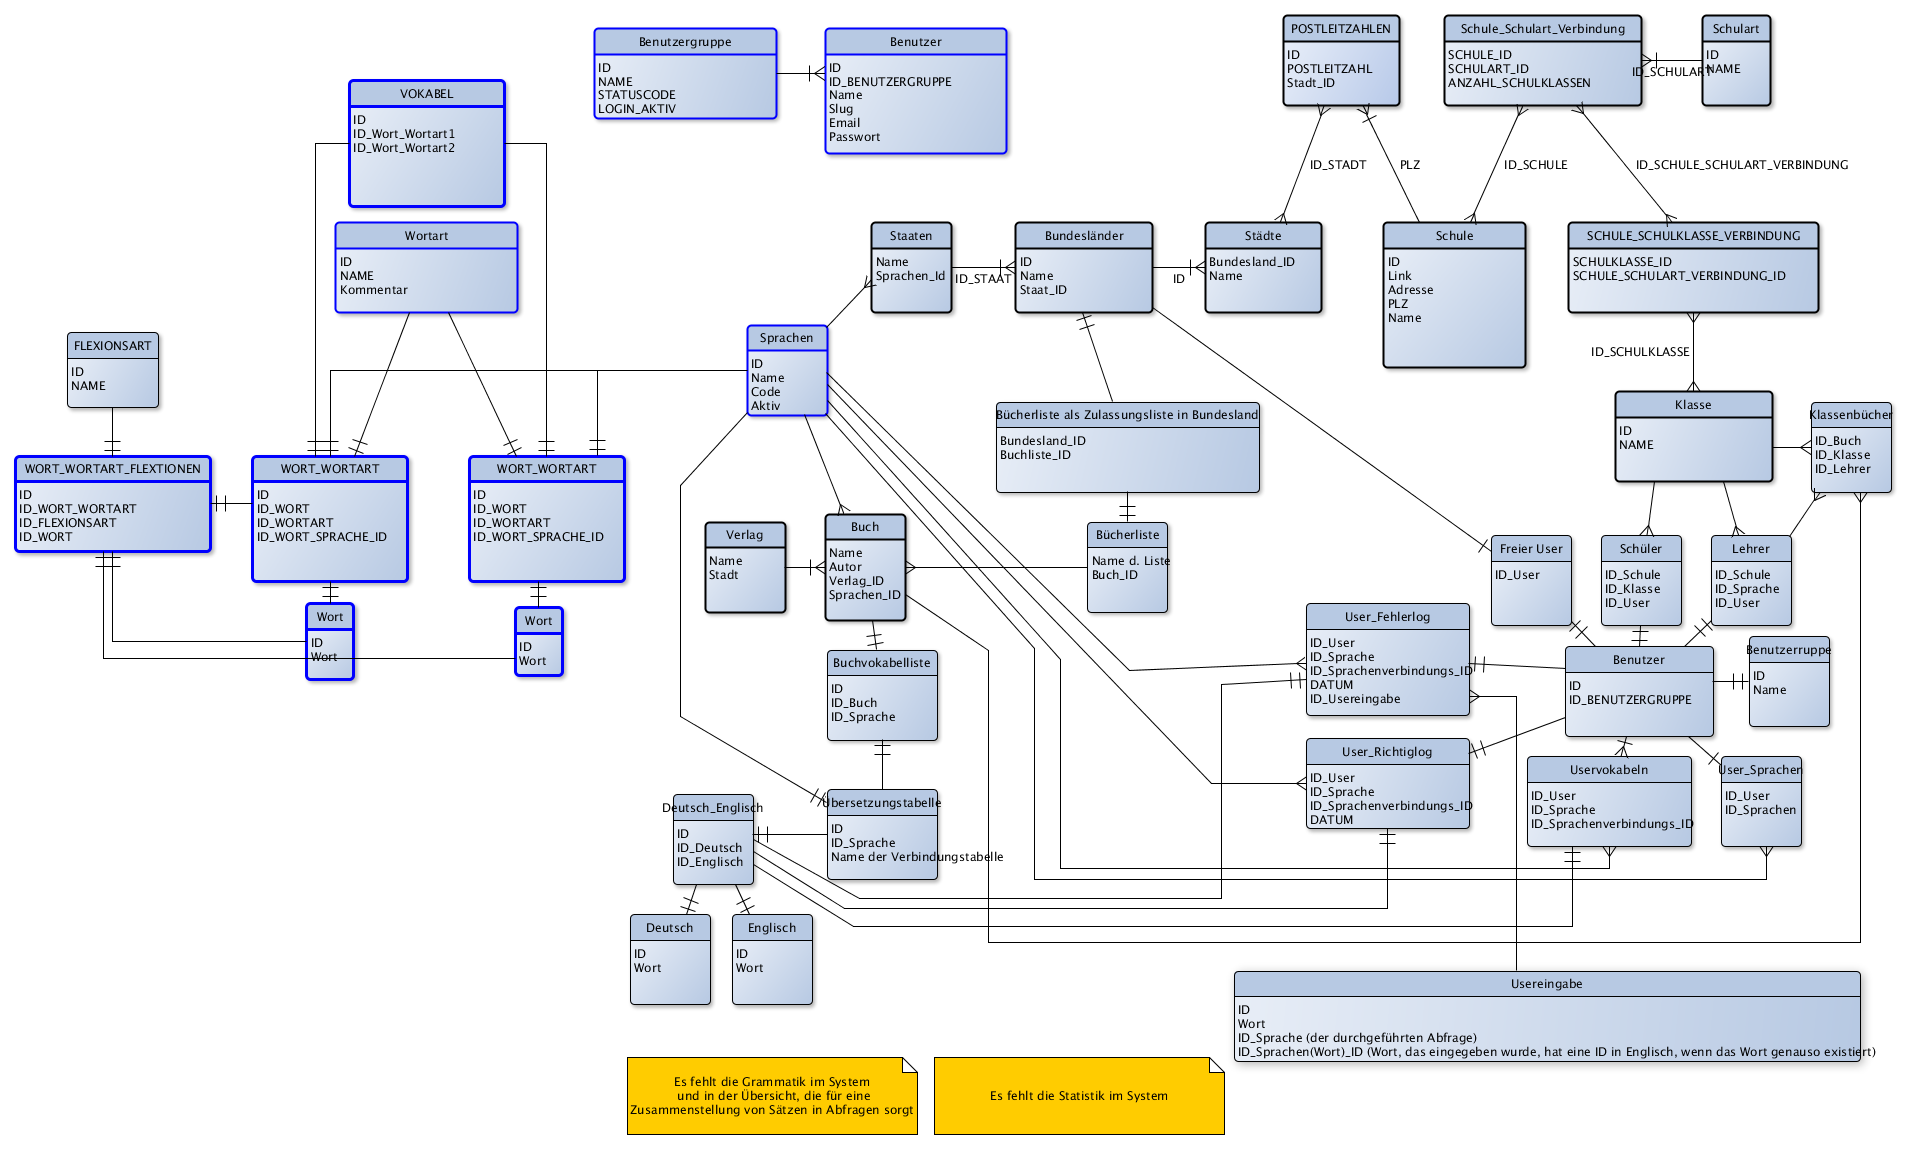 Benutzergruppe
ID
NAME
STATUSCODE
LOGIN_AKTIV
Benutzer
ID
ID_BENUTZERGRUPPE
Name
Slug
Email
Passwort
POSTLEITZAHLEN
ID
POSTLEITZAHL
Stadt_ID
Schule_Schulart_Verbindung
SCHULE_ID
SCHULART_ID
ANZAHL_SCHULKLASSEN
ID_SCHULART
Schulart
ID
NAME
VOKABEL
ID
ID_Wort_Wortart1
ID_Wort_Wortart2
ID_STADT
PLZ
ID_SCHULE
ID_SCHULE_SCHULART_VERBINDUNG
Wortart
ID
NAME
Kommentar
Staaten
Name
Sprachen_Id
ID_STAAT
Bundesländer
ID
Name
Staat_ID
ID
Städte
Bundesland_ID
Name
Schule
ID
Link
Adresse
PLZ
Name
SCHULE_SCHULKLASSE_VERBINDUNG
SCHULKLASSE_ID
SCHULE_SCHULART_VERBINDUNG_ID
ID_SCHULKLASSE
FLEXIONSART
ID
NAME
Sprachen
ID
Name
Code
Aktiv
Bücherliste als Zulassungsliste in Bundesland
Bundesland_ID
Buchliste_ID
Klasse
ID
NAME
Klassenbücher
ID_Buch
ID_Klasse
ID_Lehrer
WORT_WORTART_FLEXTIONEN
ID
ID_WORT_WORTART
ID_FLEXIONSART
ID_WORT
WORT_WORTART
ID
ID_WORT
ID_WORTART
ID_WORT_SPRACHE_ID
WORT_WORTART
ID
ID_WORT
ID_WORTART
ID_WORT_SPRACHE_ID
Verlag
Name
Stadt
Buch
Name
Autor
Verlag_ID
Sprachen_ID
Bücherliste
Name d. Liste
Buch_ID
Freier User
ID_User
Schüler
ID_Schule
ID_Klasse
ID_User
Lehrer
ID_Schule
ID_Sprache
ID_User
Wort
ID
Wort
Wort
ID
Wort
User_Fehlerlog
ID_User
ID_Sprache
ID_Sprachenverbindungs_ID
DATUM
ID_Usereingabe
Benutzer
ID
ID_BENUTZERGRUPPE
Benutzerruppe
ID
Name
Buchvokabelliste
ID
ID_Buch
ID_Sprache
User_Richtiglog
ID_User
ID_Sprache
ID_Sprachenverbindungs_ID
DATUM
Uservokabeln
ID_User
ID_Sprache
ID_Sprachenverbindungs_ID
User_Sprachen
ID_User
ID_Sprachen
Deutsch_Englisch
ID
ID_Deutsch
ID_Englisch
Übersetzungstabelle
ID
ID_Sprache
Name der Verbindungstabelle
Deutsch
ID
Wort
Englisch
ID
Wort
Usereingabe
ID
Wort
ID_Sprache (der durchgeführten Abfrage)
ID_Sprachen(Wort)_ID (Wort, das eingegeben wurde, hat eine ID in Englisch, wenn das Wort genauso existiert)
Es fehlt die Grammatik im System
und in der Übersicht, die für eine
Zusammenstellung von Sätzen in Abfragen sorgt
Es fehlt die Statistik im System